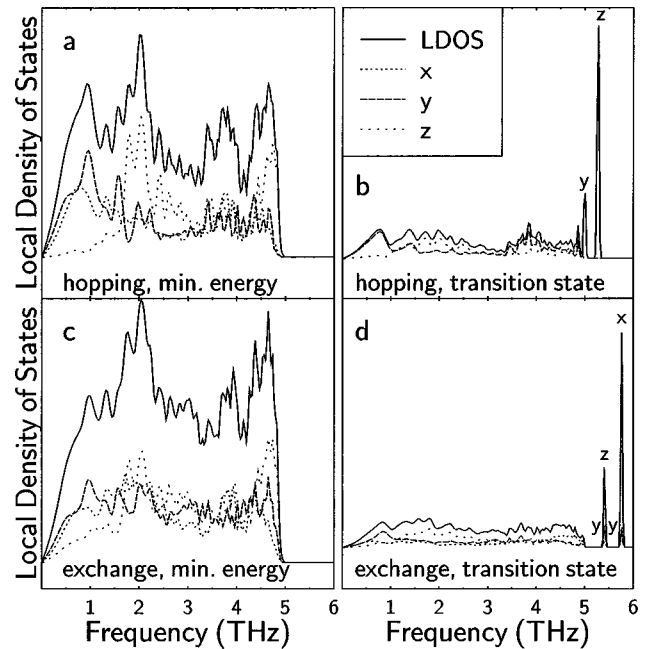 a
Local Density of States
hopping, min. energy
LDOS
x
y
z
b
y
z
hopping, transition state
c
Local Density of States
exchange, min. energy
d
z
x
y y
exchange, transition state
1 2 3 4 5 6
1 2 3 4 5 6
Frequency (THz)
Frequency (THz)